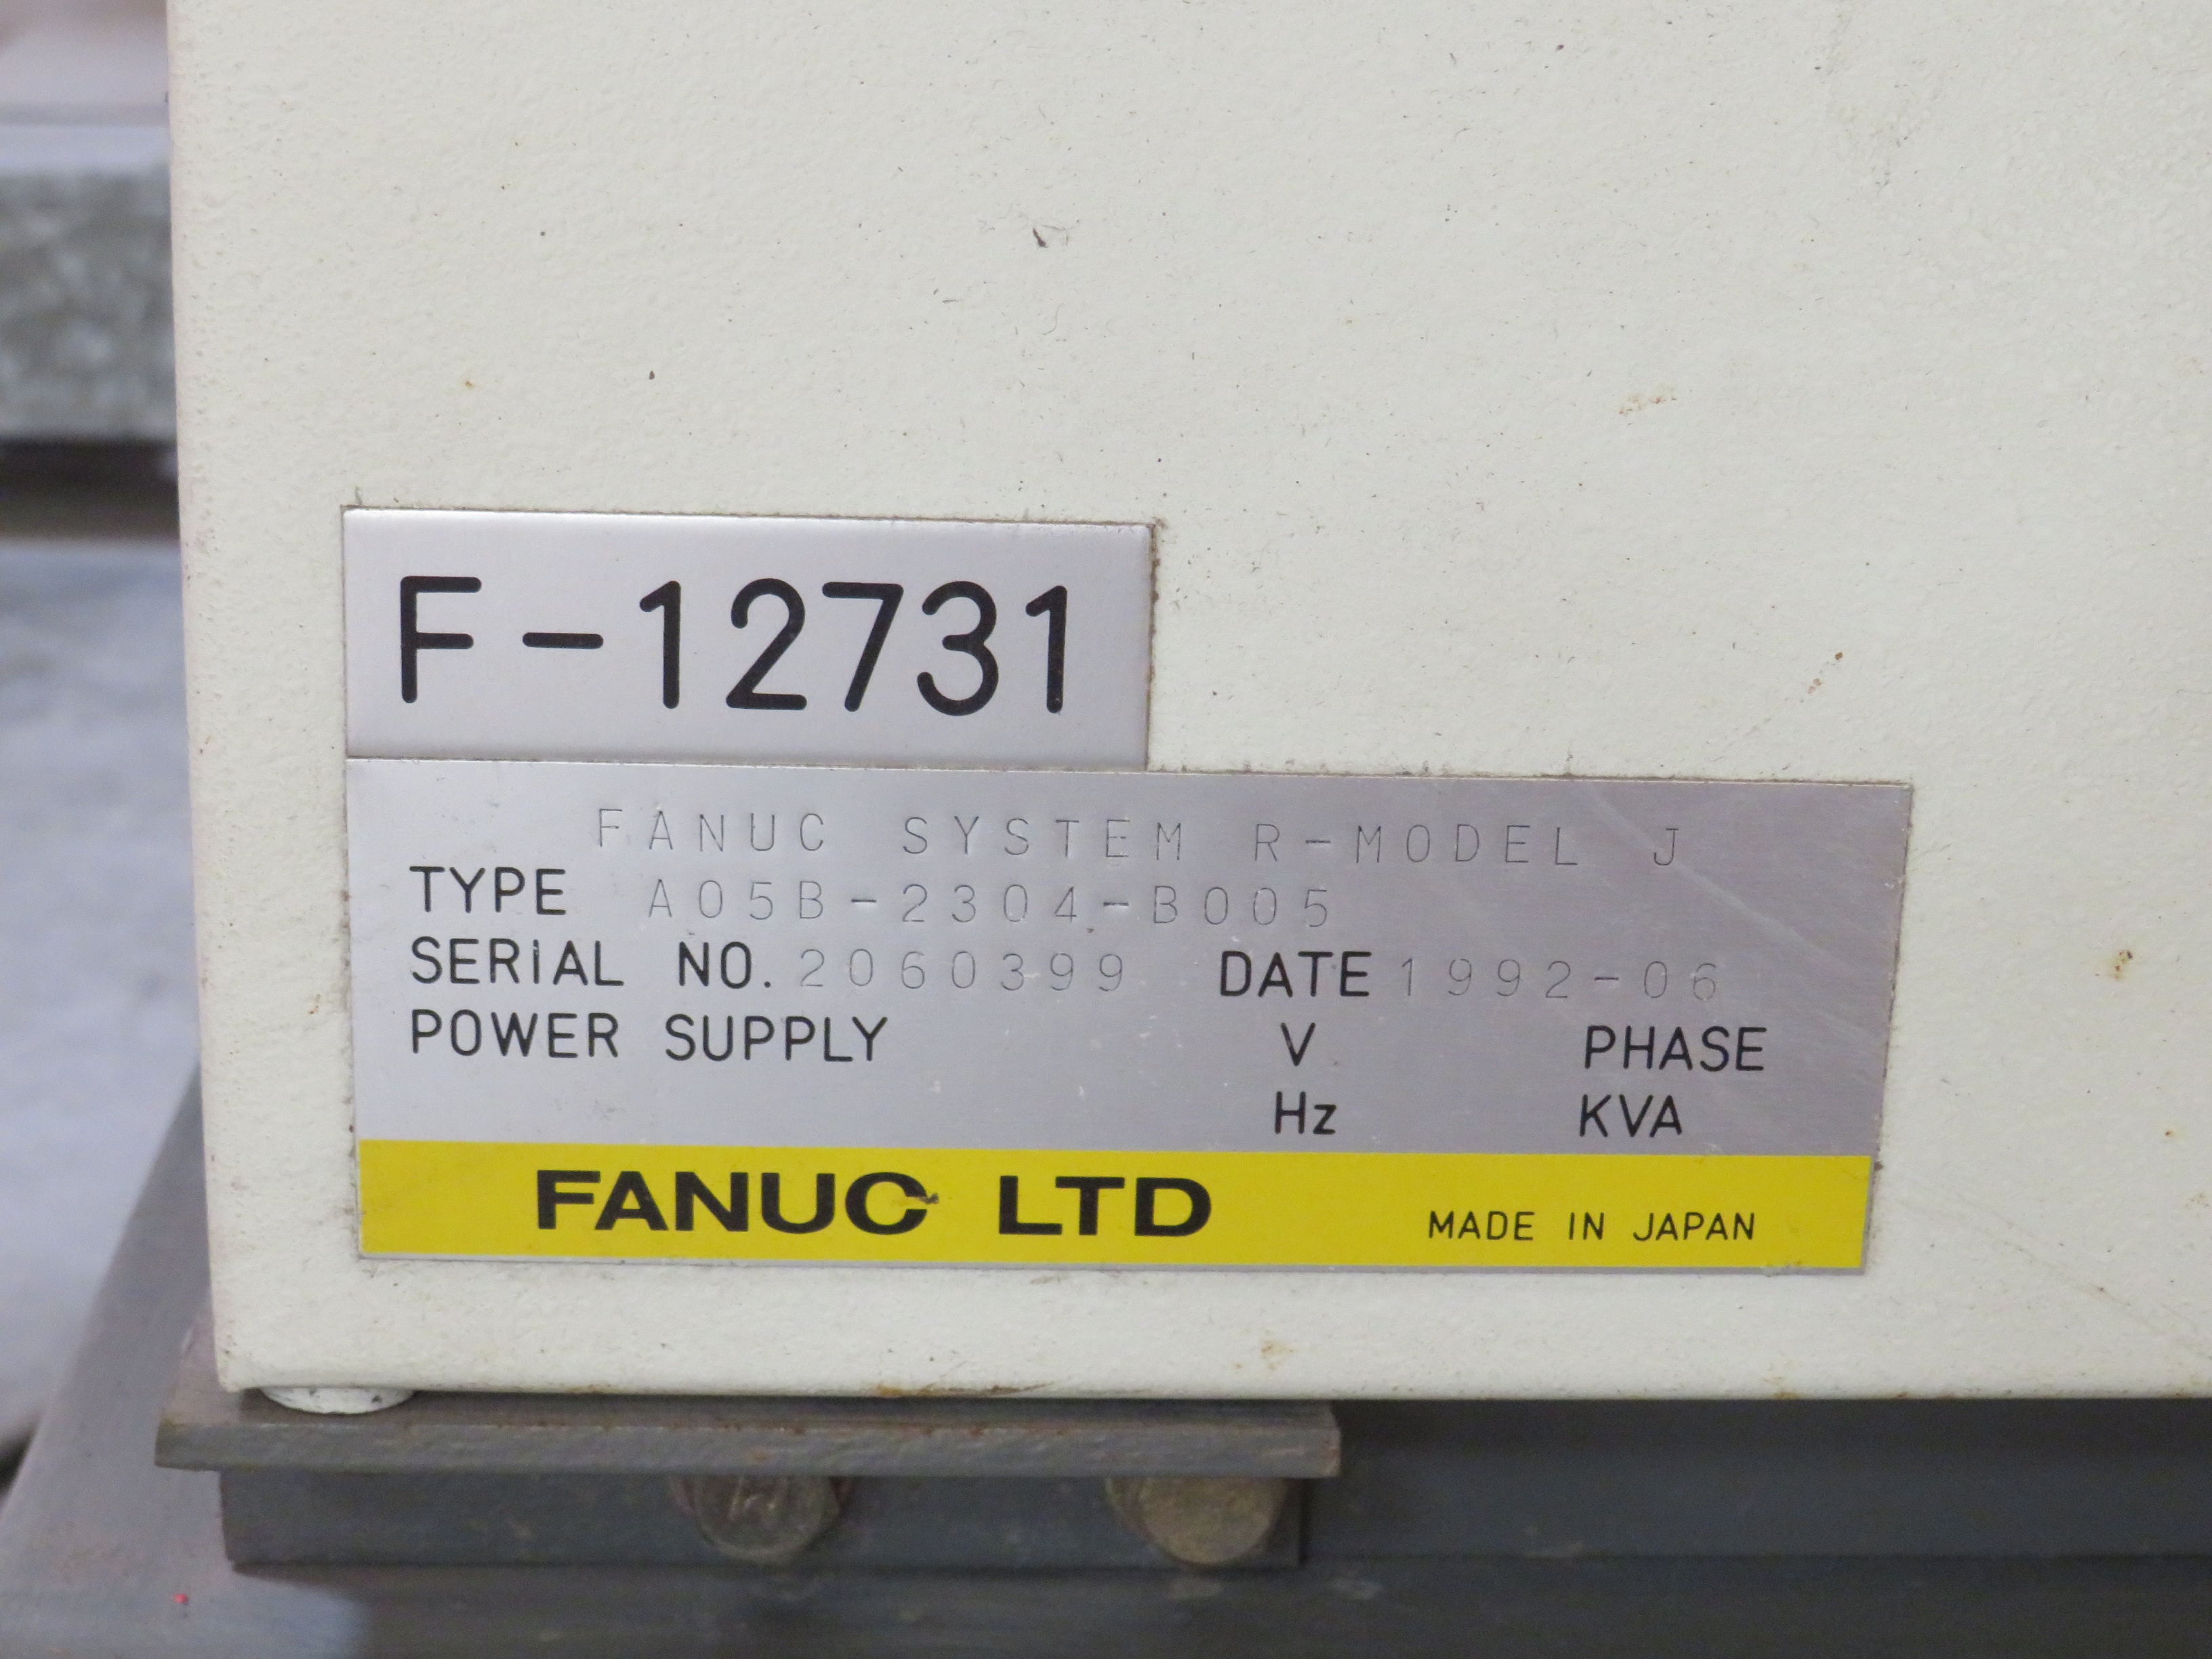 F-12731
FANUC SYSTEM R-MODEL J
TYPE A05B-2304-B005
SERIAL NO. 2060399 DATE 1992-06
POWER SUPPLY V PHASE
Hz KVA
FANUC LTD MADE IN JAPAN